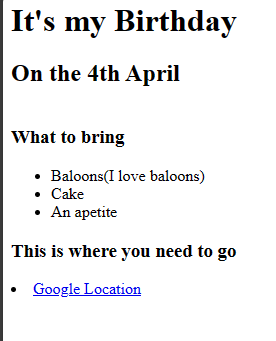 It's my Birthday
On the 4th April
What to bring
Baloons(I love baloons)
Cake
An apetite
This is where you need to go
Google Location